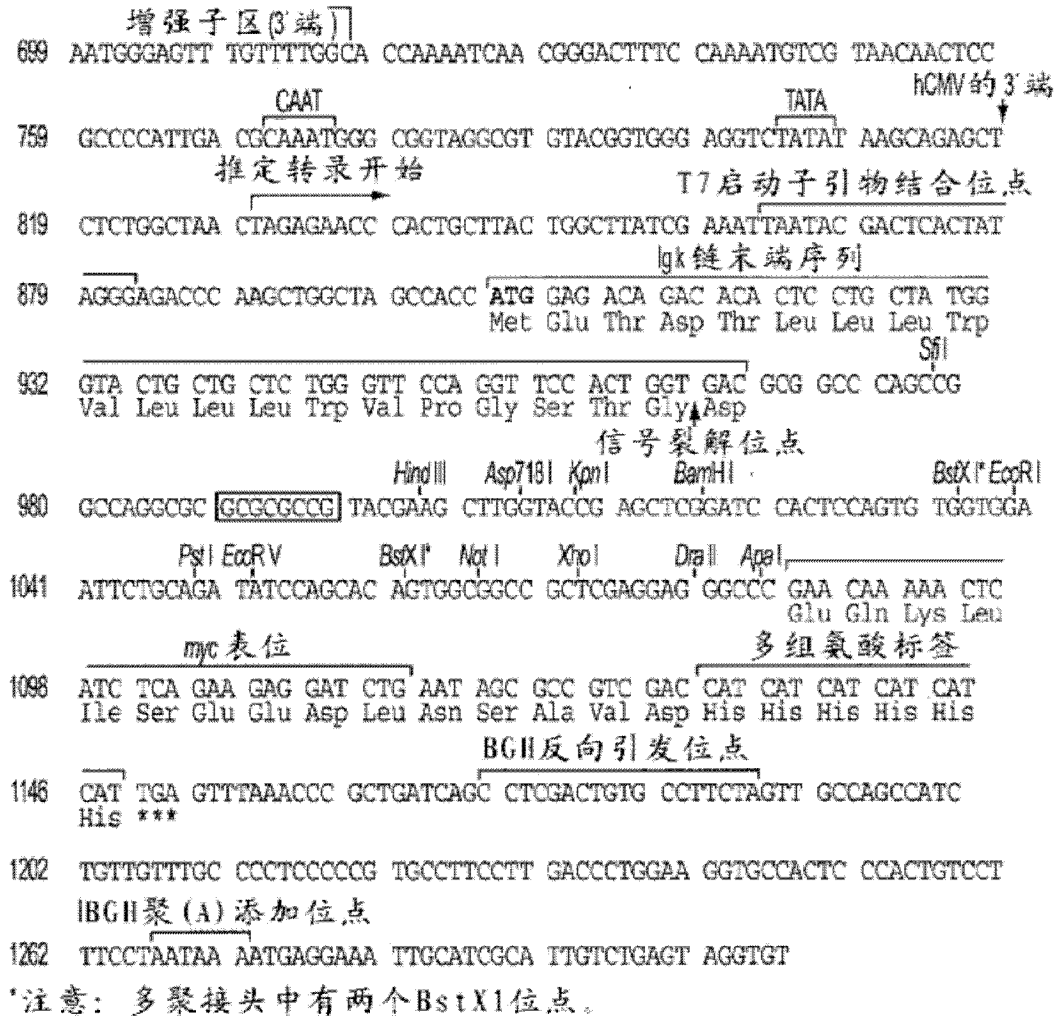 增强子区(3'端)
699 AATGGGAGTT TGTTTTGGCA CCAAAATCAA CGGGACTTTC CAAAATGTCG TAACAACTCC
hCMV的3'端
CAAT TATA
759 GCCCCATTGA CGCAAATGGG CGGTAGGCGT GTACGGTGGG AGGTCTATAT AAGCAGAGCT
推定转录开始
T7启动子引物结合位点
819 CTCTGGCTAA CTAGAGAACC CACTGCTTAC TGGCTTATCG AAATTAATAC GACTCACTAT
Igk链末端序列
879 AGGGAGACCC AAGCTGGCTA GCCACC ATG GAG ACA GAC ACA CTC CTG CTA TGG
Met Glu Thr Asp Thr Leu Leu Leu Trp
SfiI
932 GTA CTG CTG CTC TGG GTT CCA GGT TCC ACT GGT GAC GCG GCC CAGCCG
Val Leu Leu Leu Trp Val Pro Gly Ser Thr Gly Asp
信号裂解位点
HindIII Asp718I KpnI BamHI BstXI* EcoRI
980 GCCAGGCGC GCGCGCCG TACGAAG CTTGGTACCG AGCTCGGATC CACTCCAGTG TGGTGGA
PstI EcoRV BstXI* NotI XhoI DraII ApaI
1041 ATTCTGCAGA TATCCAGCAC AGTGGCGGCC GCTCGAGGAG GGCCC GAA CAA AAA CTC
Glu Gln Lys Leu
myc表位 多组氨酸标签
1098 ATC TCA GAA GAG GAT CTG AAT AGC GCC GTC GAC CAT CAT CAT CAT CAT
Ile Ser Glu Glu Asp Leu Asn Ser Ala Val Asp His His His His His
BGH反向引发位点
1146 CAT TGA GTTTAAACCC GCTGATCAGC CTCGACTGTG CCTTCTAGTT GCCAGCCATC
His ***
1202 TGTTGTTTGC CCCTCCCCCG TGCCTTCCTT GACCCTGGAA GGTGCCACTC CCACTGTCCT
BGH聚(A)添加位点
1262 TTCCTAATAAA AATGAGGAAA TTGCATCGCA TTGTCTGAGT AGGTGT
*注意: 多聚接头中有两个BstX1位点。